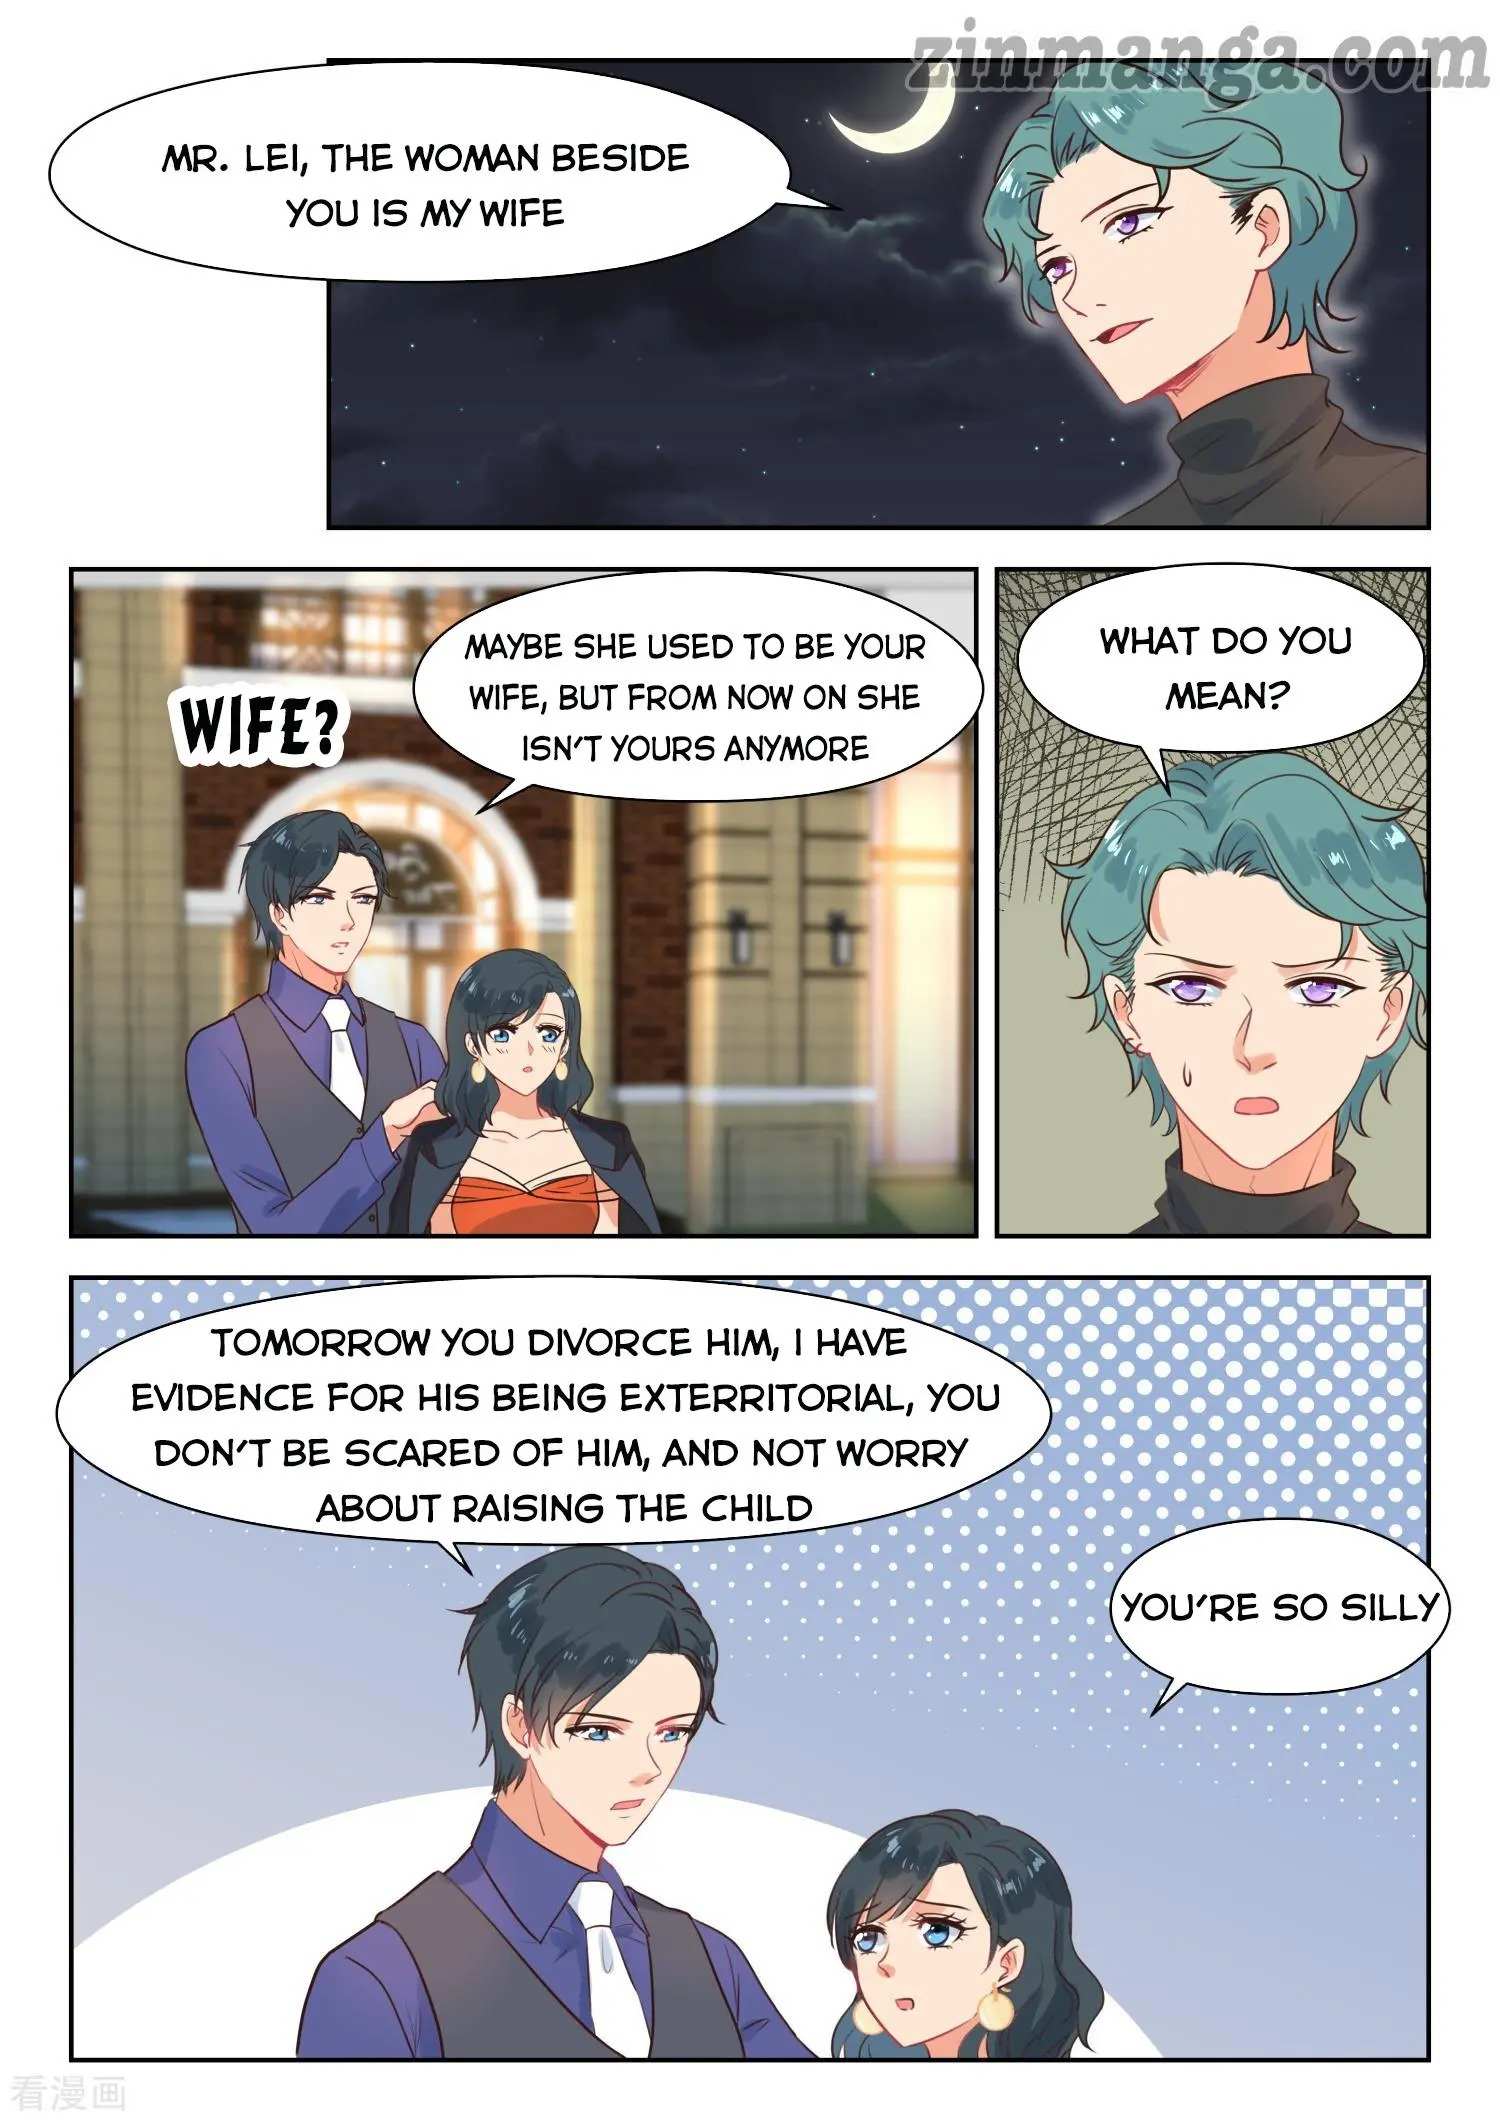 zinmanga.com
MR. LEI, THE WOMAN BESIDE
YOU IS MY WIFE
WIFE?
MAYBE SHE USED TO BE YOUR
WIFE, BUT FROM NOW ON SHE
ISN'T YOURS ANYMORE
WHAT DO YOU
MEAN?
TOMORROW YOU DIVORCE HIM, I HAVE
EVIDENCE FOR HIS BEING EXTERRITORIAL, YOU
DON'T BE SCARED OF HIM, AND NOT WORRY
ABOUT RAISING THE CHILD
YOU'RE SO SILLY
看漫画